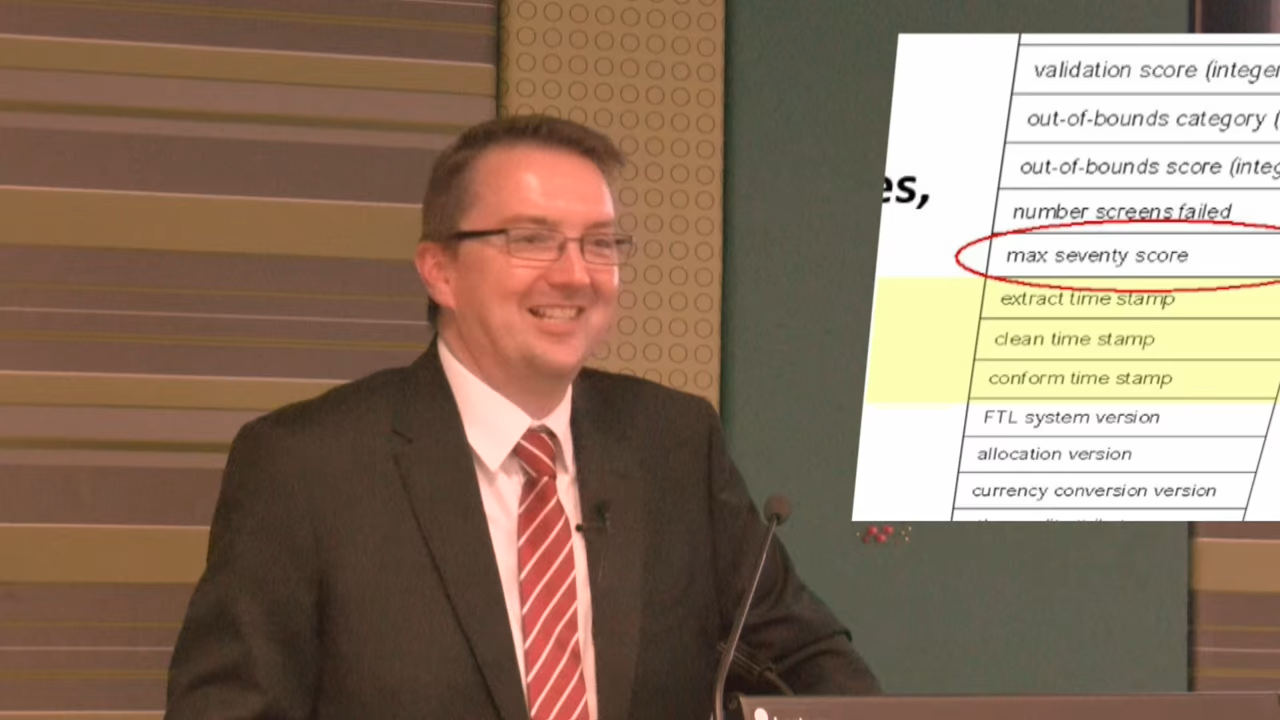 validation score (integer
out-of-bounds category (
out-of-bounds score (integ
es,
number screens failed
max seventy score
extract time stamp
clean time stamp
conform time stamp
FTL system version
allocation version
currency conversion version